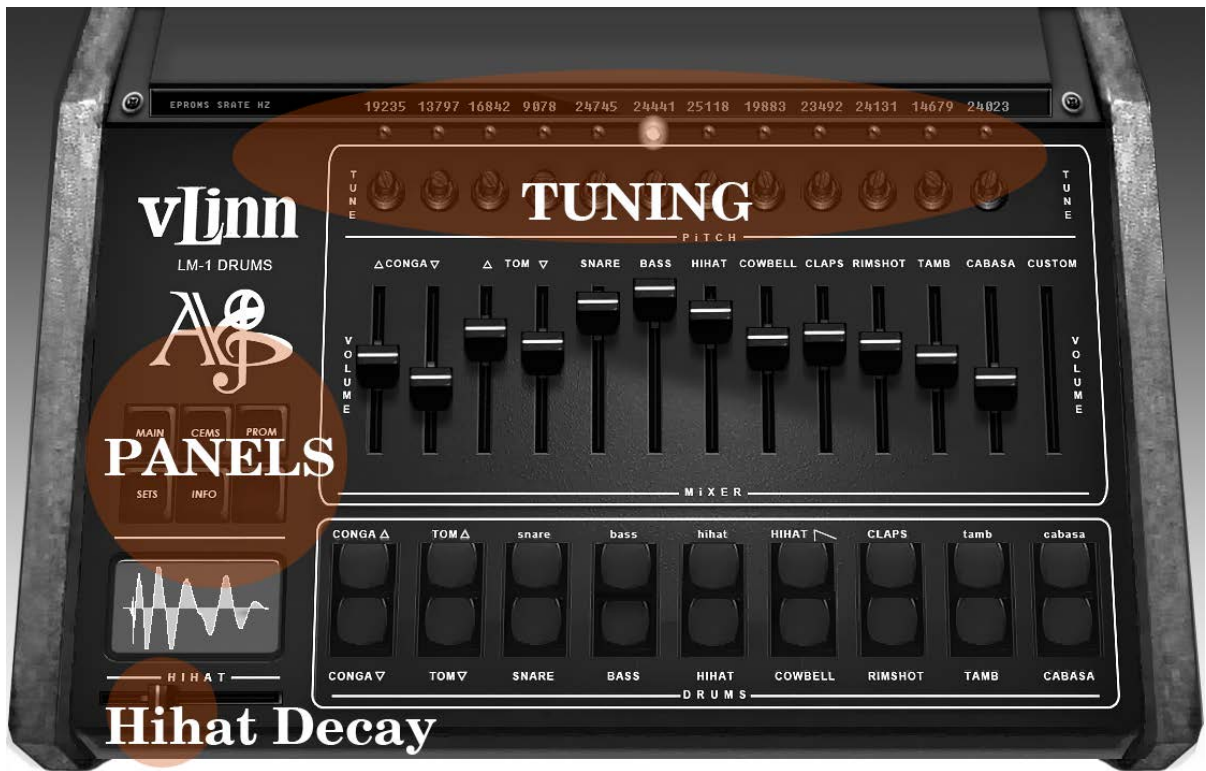 EPROMS SRATE HZ 19235 13797 16842 9078 24745 24441 25118 19883 23492 24131 14679 24023
TUNE
TUNING
TUNE
PiTCH
vLinn
LM-1 DRUMS
△CONGA▽ △ TOM ▽ SNARE BASS HIHAT COWBELL CLAPS RIMSHOT TAMB CABASA CUSTOM
VOLUME
VOLUME
MAIN CEMS PROM
PANELS
SETS INFO
MiXER
CONGA △ TOM △ snare bass hihat HIHAT CLAPS tamb cabasa
HIHAT
CONGA ▽ TOM▽ SNARE BASS HIHAT COWBELL RIMSHOT TAMB CABASA
DRUMS
Hihat Decay